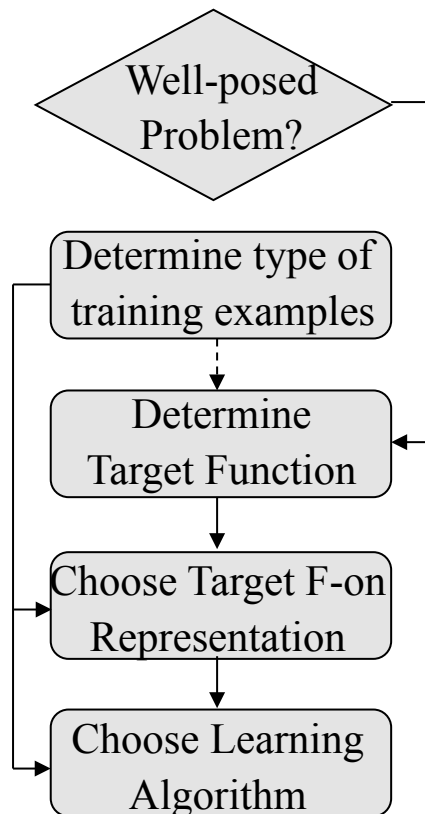 Well-posed
Problem?
Determine type of
training examples
Determine
Target Function
Choose Target F-on
Representation
Choose Learning
Algorithm